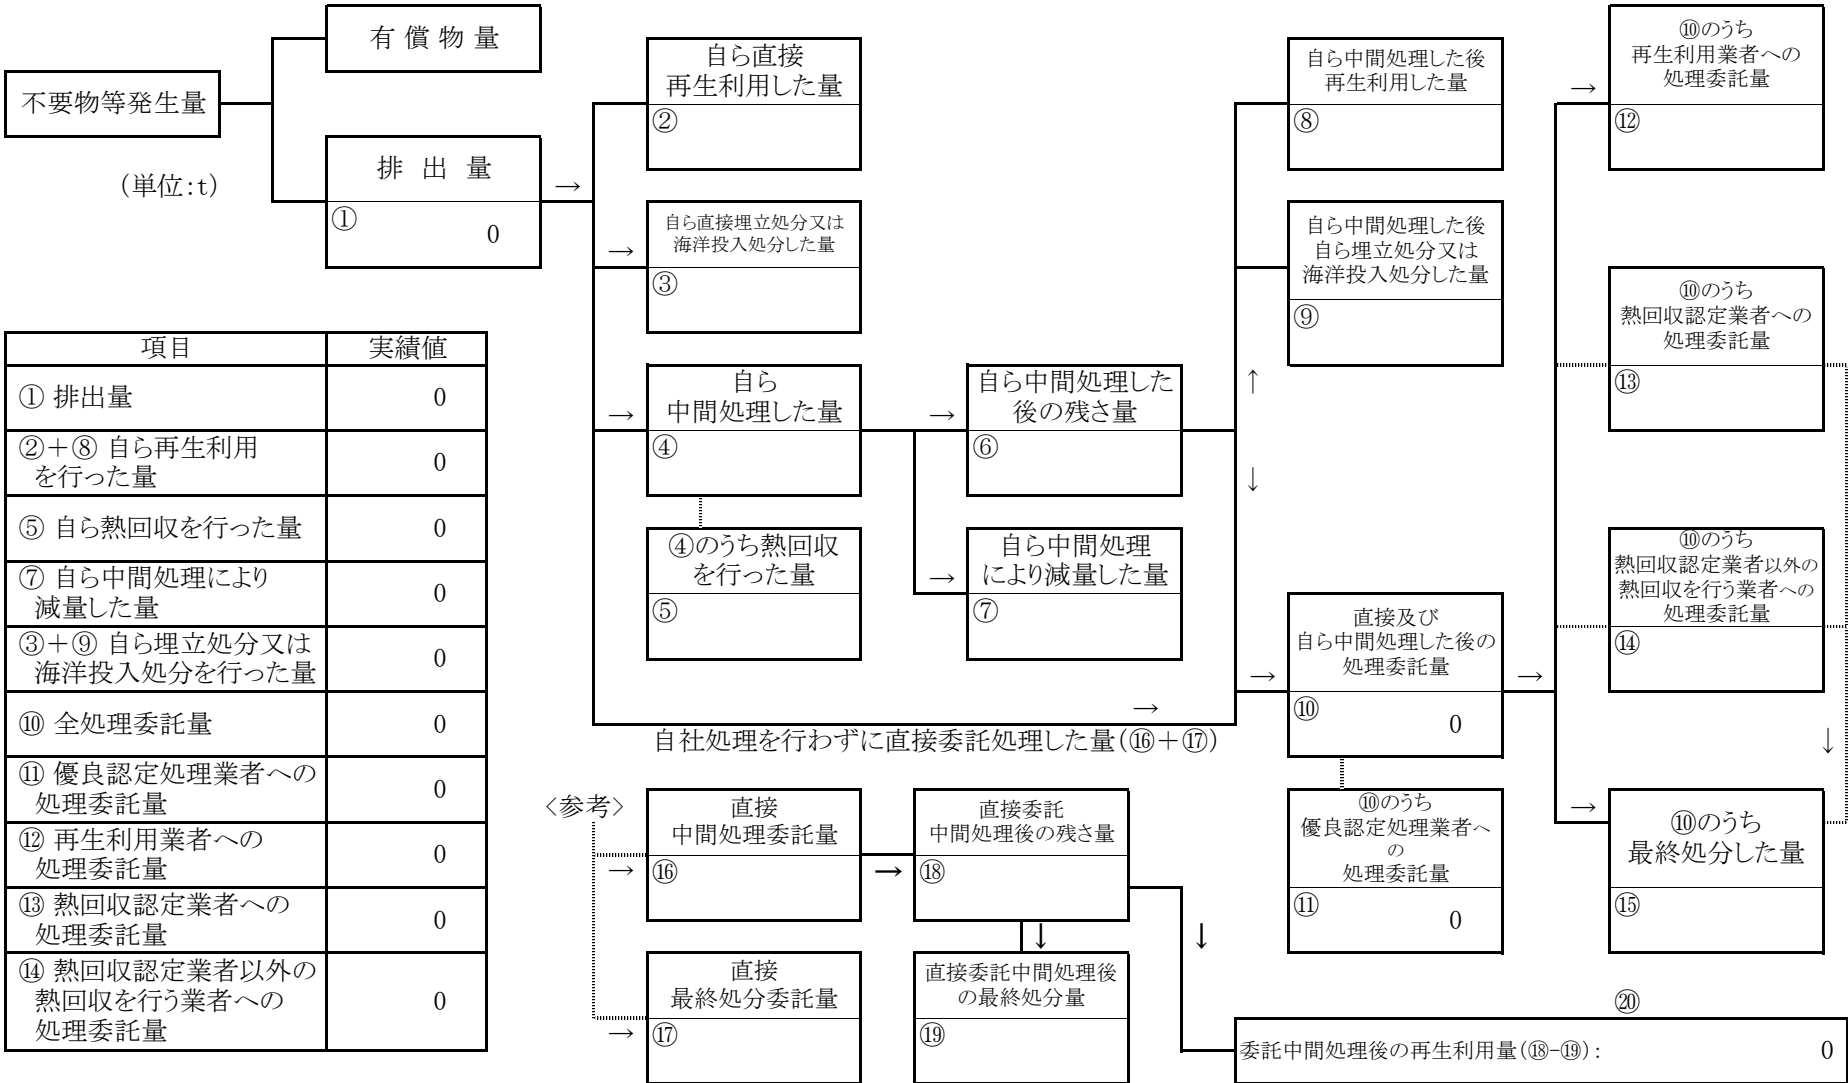 不要物等発生量
(単位:t)
有 償 物 量
排 出 量
①
0
→
自ら直接
再生利用した量
②
→
自ら直接埋立処分又は
海洋投入処分した量
③
→
自ら
中間処理した量
④
④のうち熱回収
を行った量
⑤
→
自ら中間処理した
後の残さ量
⑥
→
自ら中間処理
により減量した量
⑦
自ら中間処理した後
再生利用した量
⑧
自ら中間処理した後
自ら埋立処分又は
海洋投入処分した量
⑨
↑
↓
→
自社処理を行わずに直接委託処理した量(⑯+⑰)
→
直接及び
自ら中間処理した後の
処理委託量
⑩
0
⑩のうち
優良認定処理業者へ
の
処理委託量
⑪
0
→
→
⑩のうち
再生利用業者への
処理委託量
⑫
⑩のうち
熱回収認定業者への
処理委託量
⑬
⑩のうち
熱回収認定業者以外の
熱回収を行う業者への
処理委託量
⑭
↓
→
⑩のうち
最終処分した量
⑮
項目 実績値
① 排出量 0
②+⑧ 自ら再生利用
を行った量 0
⑤ 自ら熱回収を行った量 0
⑦ 自ら中間処理により
減量した量 0
③+⑨ 自ら埋立処分又は
海洋投入処分を行った量 0
⑩ 全処理委託量 0
⑪ 優良認定処理業者への
処理委託量 0
⑫ 再生利用業者への
処理委託量 0
⑬ 熱回収認定業者への
処理委託量 0
⑭ 熱回収認定業者以外の
熱回収を行う業者への
処理委託量 0
〈参考〉
→
直接
中間処理委託量
⑯
→
直接
最終処分委託量
⑰
→
直接委託
中間処理後の残さ量
⑱
↓
↓
直接委託中間処理後
の最終処分量
⑲
⑳
委託中間処理後の再生利用量(⑱-⑲): 0